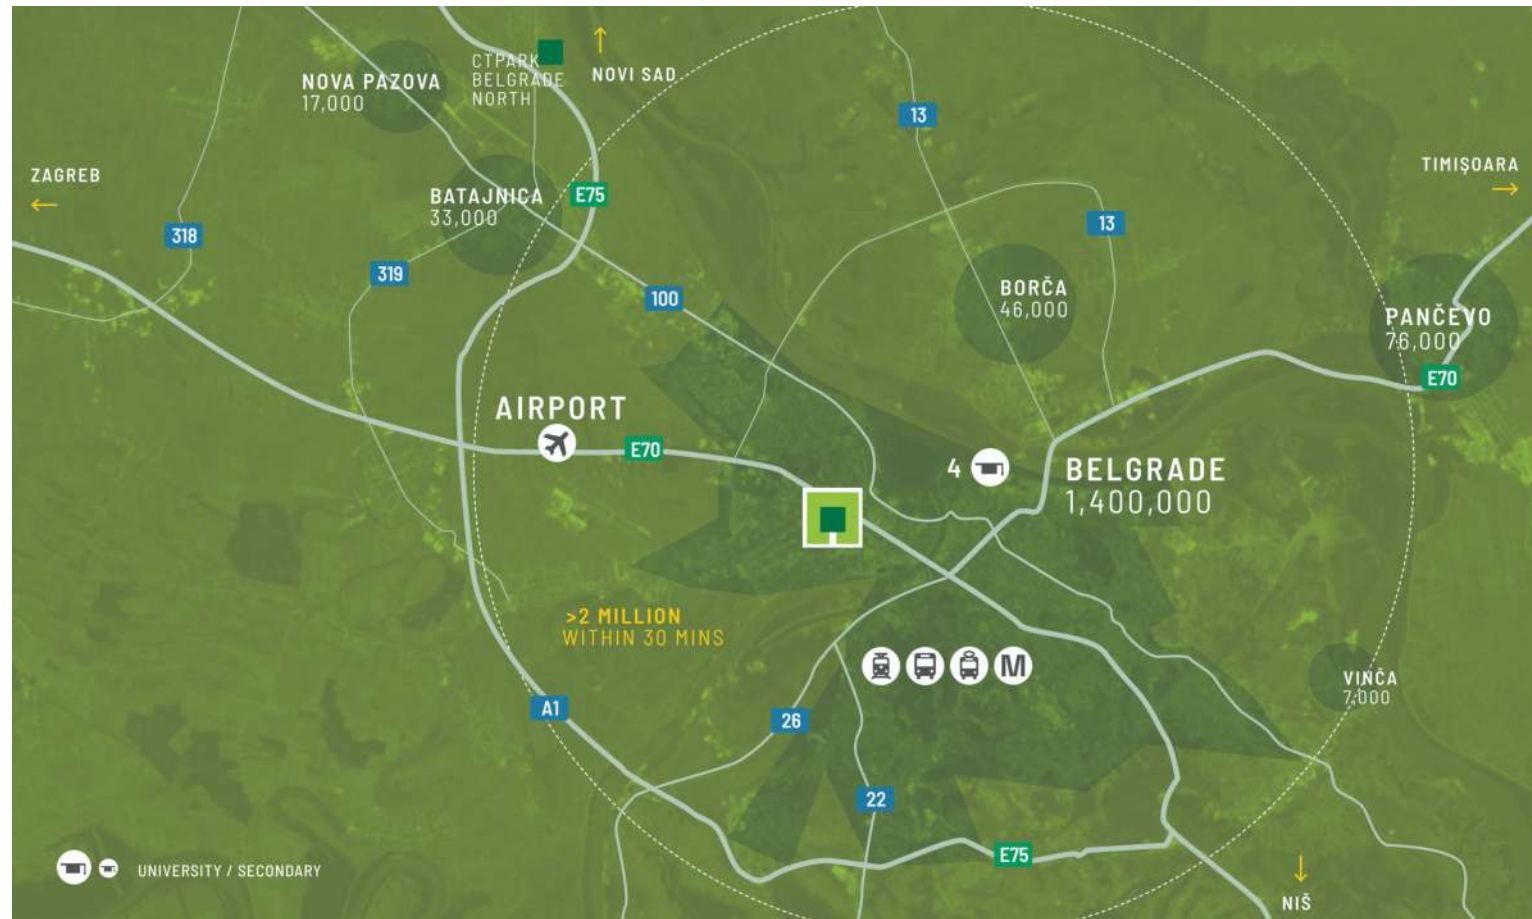 NOVA PAZOVA
17,000
CTPARK
BELGRADE
NORTH
NOVI SAD
13
ZAGREB
TIMIȘOARA
BATAJNICA
33,000
E75
318
13
319
100
BORČA
46,000
PANČEVO
76,000
E70
AIRPORT
E70
4
BELGRADE
1,400,000
>2 MILLION
WITHIN 30 MINS
M
VINČA
7,000
A1
26
22
E75
UNIVERSITY / SECONDARY
NIŠ